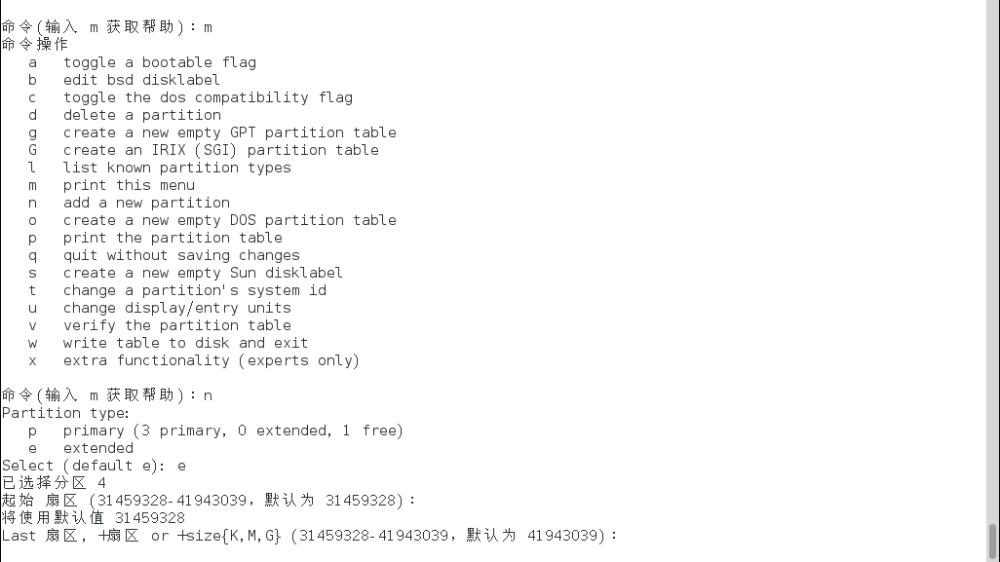 命令(输入 m 获取帮助)：m
命令操作
a   toggle a bootable flag
b   edit bsd disklabel
c   toggle the dos compatibility flag
d   delete a partition
g   create a new empty GPT partition table
G   create an IRIX (SGI) partition table
l   list known partition types
m   print this menu
n   add a new partition
o   create a new empty DOS partition table
p   print the partition table
q   quit without saving changes
s   create a new empty Sun disklabel
t   change a partition's system id
u   change display/entry units
v   verify the partition table
w   write table to disk and exit
x   extra functionality (experts only)
命令(输入 m 获取帮助)：n
Partition type:
p   primary (3 primary, 0 extended, 1 free)
e   extended
Select (default e): e
已选择分区 4
起始 扇区 (31459328-41943039，默认为 31459328)：
将使用默认值 31459328
Last 扇区, +扇区 or +size{K,M,G} (31459328-41943039，默认为 41943039)：